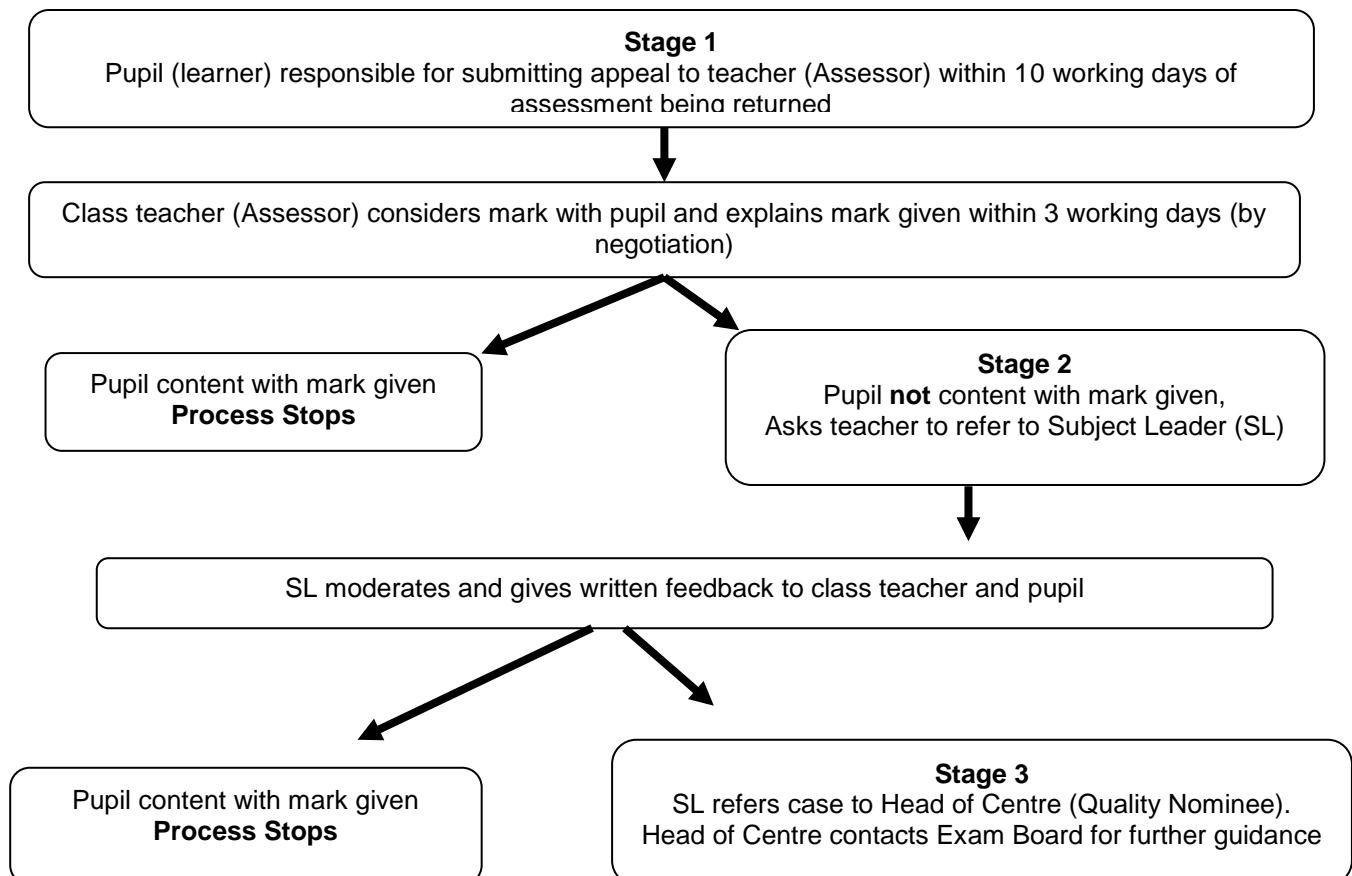 Stage 1
Pupil (learner) responsible for submitting appeal to teacher (Assessor) within 10 working days of
assessment being returned
Class teacher (Assessor) considers mark with pupil and explains mark given within 3 working days (by
negotiation)
Pupil content with mark given
Process Stops
Stage 2
Pupil not content with mark given,
Asks teacher to refer to Subject Leader (SL)
SL moderates and gives written feedback to class teacher and pupil
Pupil content with mark given
Process Stops
Stage 3
SL refers case to Head of Centre (Quality Nominee).
Head of Centre contacts Exam Board for further guidance